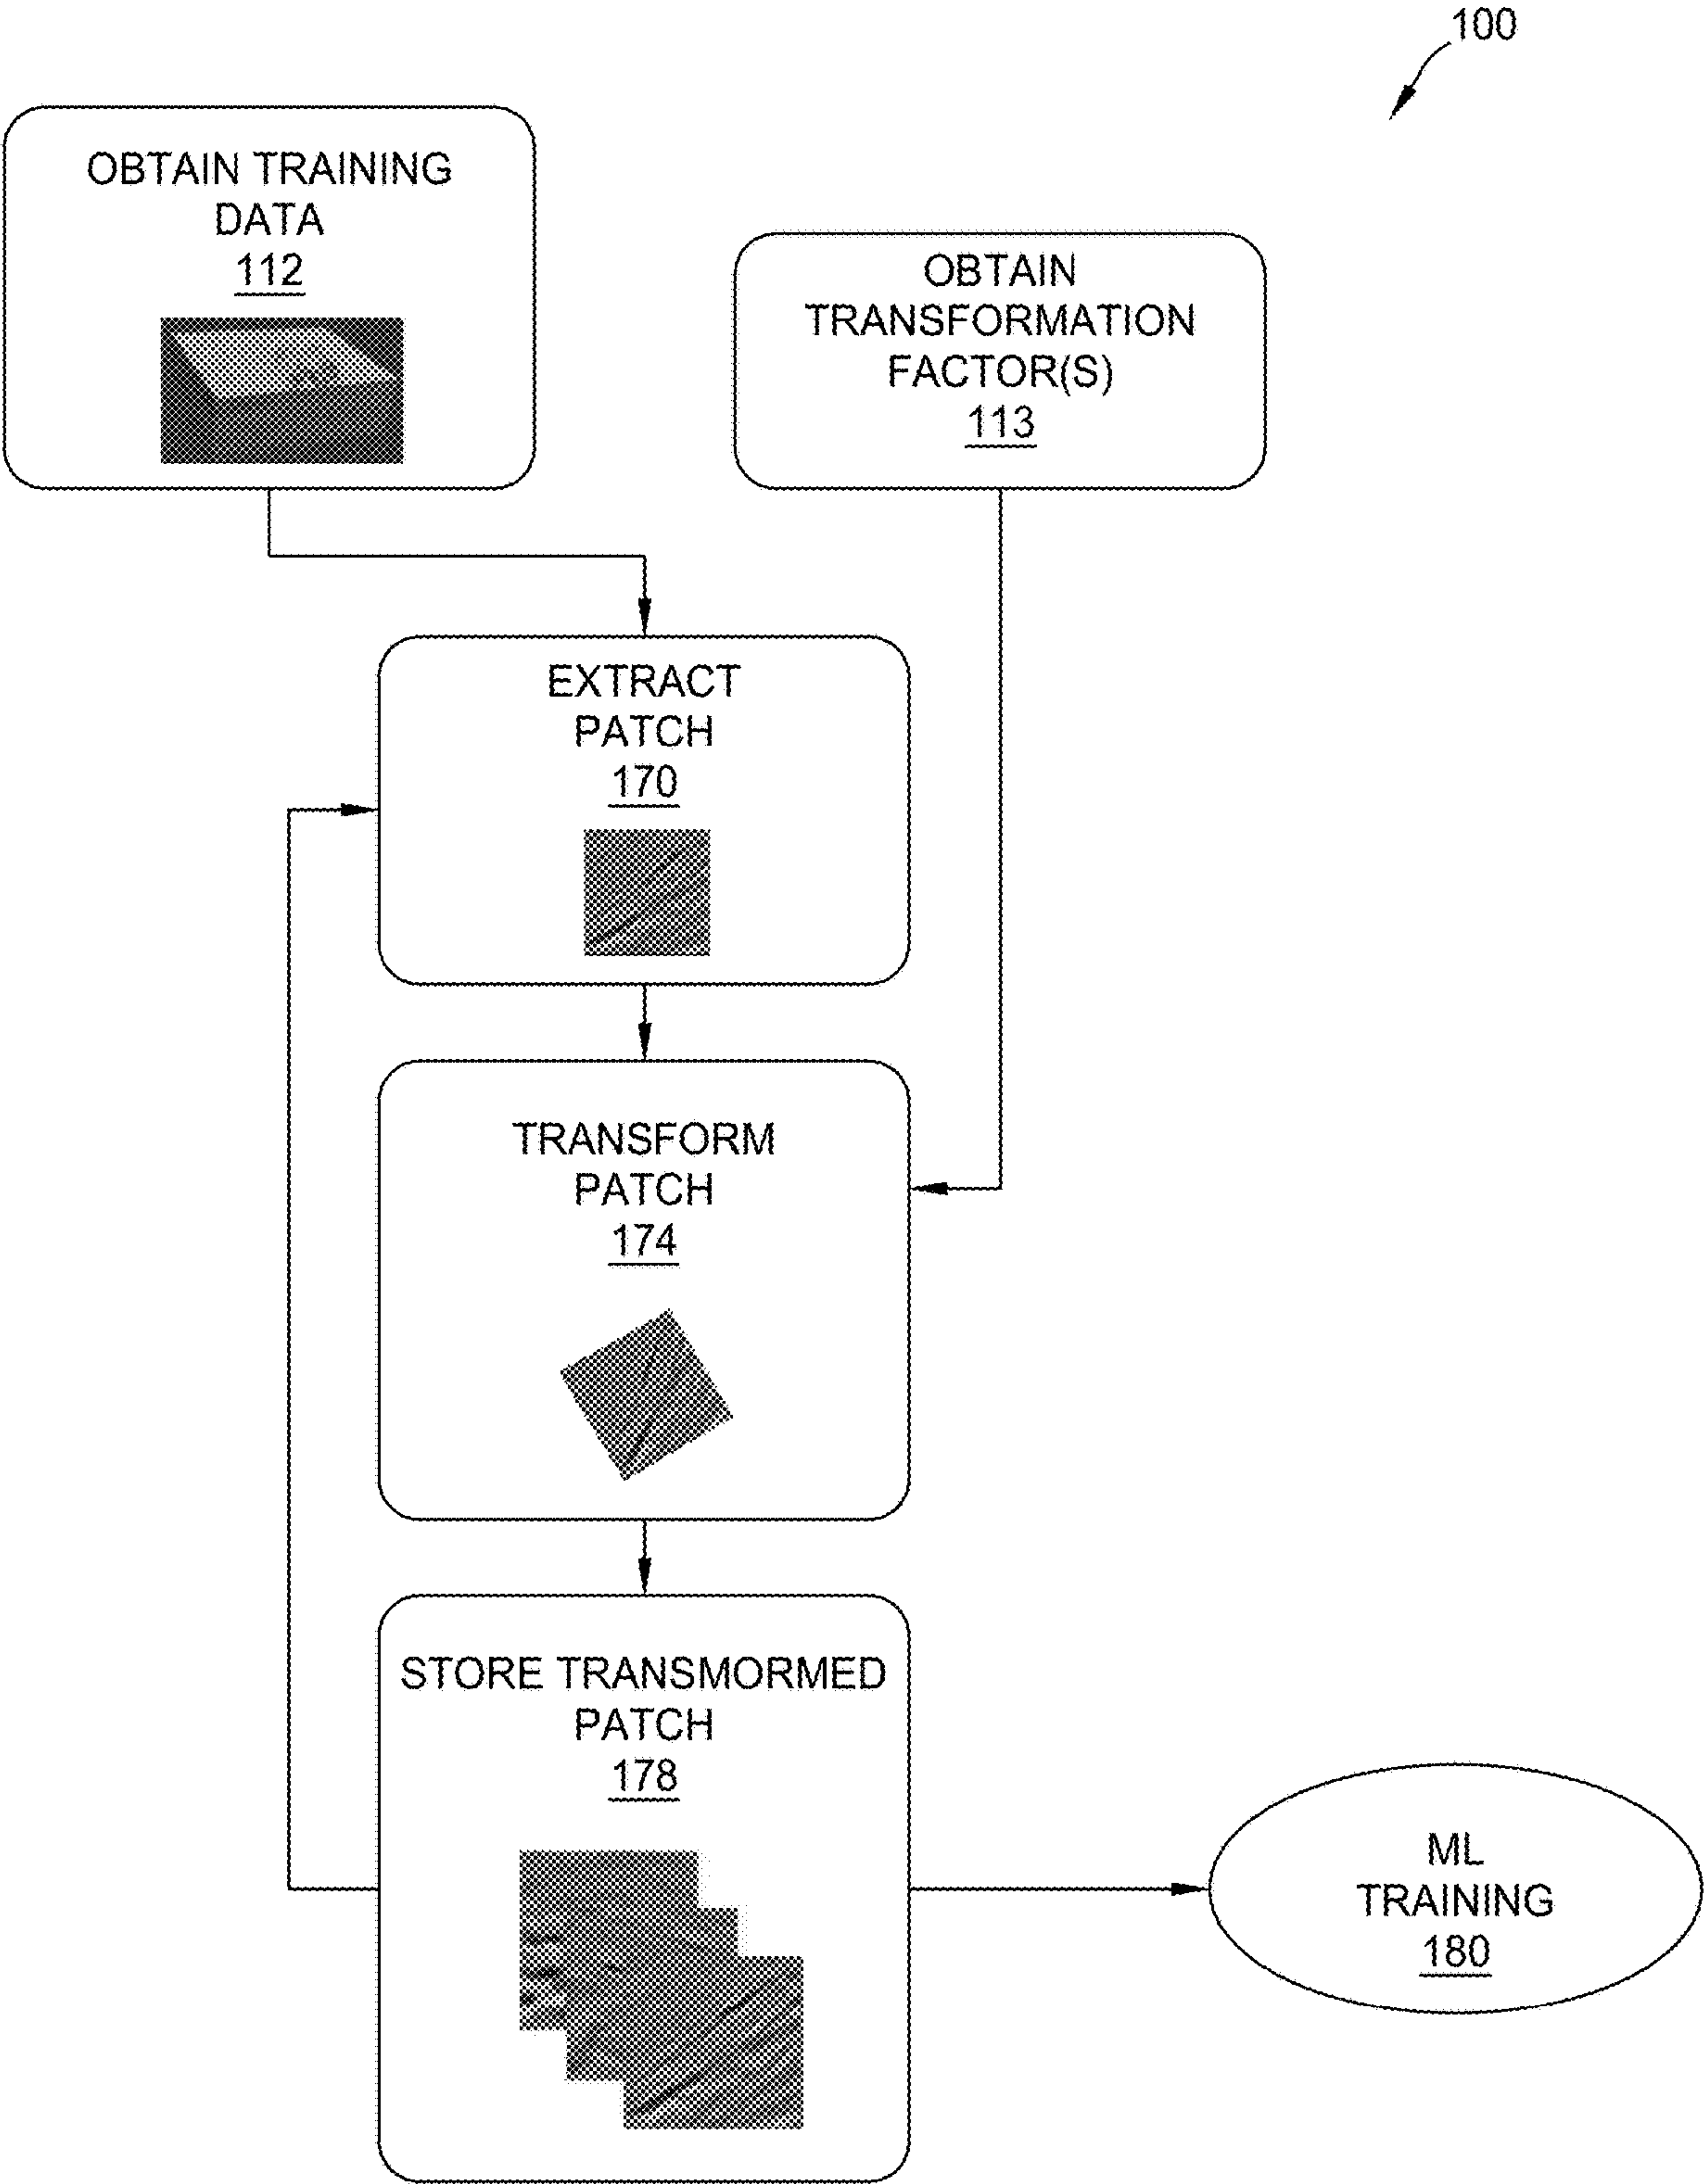 100
OBTAIN TRAINING
DATA
112
OBTAIN
TRANSFORMATION
FACTOR(S)
113
EXTRACT
PATCH
170
TRANSFORM
PATCH
174
STORE TRANSMORMED
PATCH
178
ML
TRAINING
180